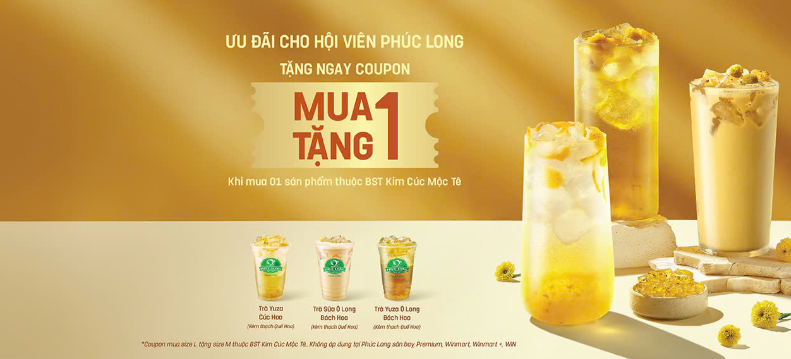 ƯU ĐÃI CHO HỘI VIÊN PHÚC LONG
TẶNG NGAY COUPON
MUA 1
TẶNG 1
Khi mua 01 sản phẩm thuộc BST Kim Cúc Mộc Tê
Trà Yuza
Cúc Hoa
(Kèm thạch Quế Hoa)
Trà Sữa Ô Long
Bách Hoa
(Kèm thạch Quế Hoa)
Trà Yuza Ô Long
Bách Hoa
(Kèm thạch Quế Hoa)
*Coupon mua size L tặng size M thuộc BST Kim Cúc Mộc Tê. Không áp dụng tại Phúc Long sân bay, Premium, Winmart, Winmart +, WiN